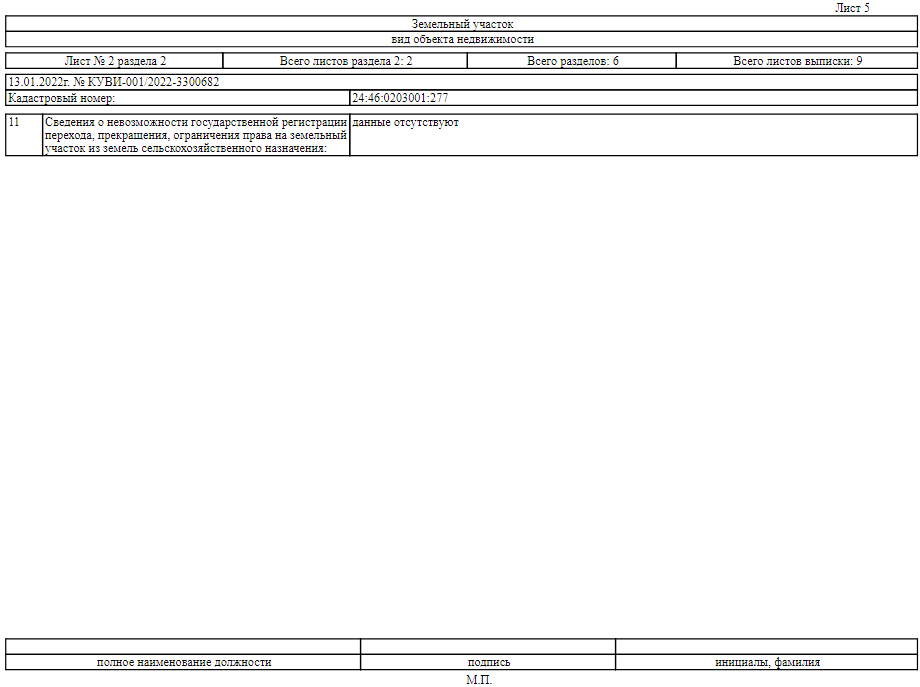 Лист 5
Земельный участок
вид объекта недвижимости
Лист № 2 раздела 2 Всего листов раздела 2: 2 Всего разделов: 6 Всего листов выписки: 9
13.01.2022г. № КУВИ-001/2022-3300682
Кадастровый номер: 24:46:0203001:277
11 Сведения о невозможности государственной регистрации данные отсутствуют
перехода, прекращения, ограничения права на земельный
участок из земель сельскохозяйственного назначения:
полное наименование должности подпись инициалы, фамилия
М.П.